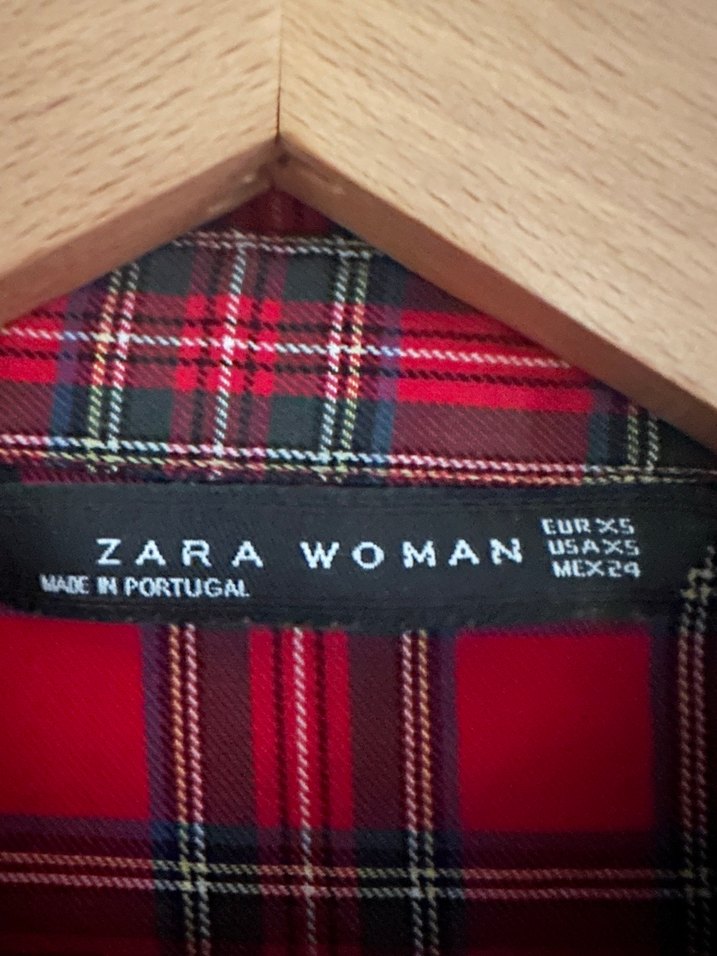 ZARA WOMAN
MADE IN PORTUGAL
EUR XS
USA XS
MEX 24